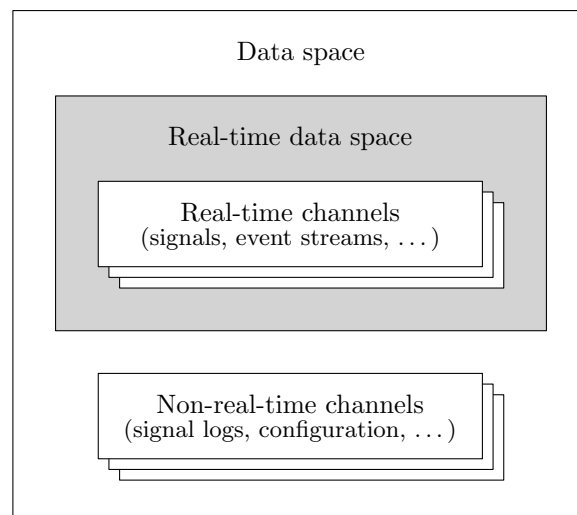 Data space
Real-time data space
Real-time channels
(signals, event streams, . . . )
Non-real-time channels
(signal logs, configuration, . . . )